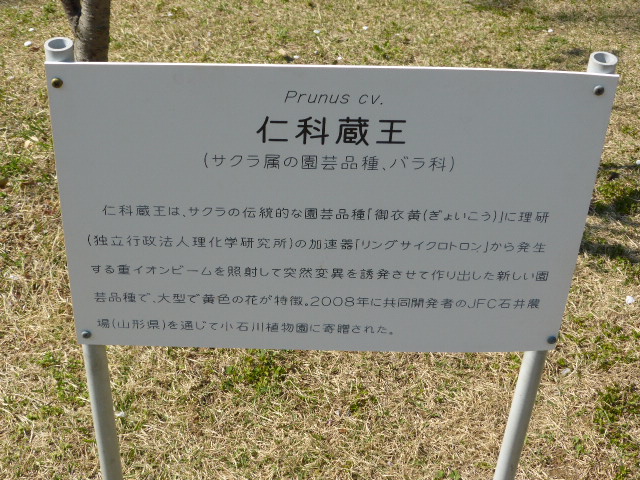 Prunus cv.
仁科蔵王
(サクラ属の園芸品種、バラ科)
仁科蔵王は、サクラの伝統的な園芸品種「御衣黄(ぎょいこう)」に理研
(独立行政法人理化学研究所)の加速器「リングサイクロトロン」から発生
する重イオンビームを照射して突然変異を誘発させて作り出した新しい園
芸品種で、大型で黄色の花が特徴。2008年に共同開発者のJFC石井農
場(山形県)を通じて小石川植物園に寄贈された。